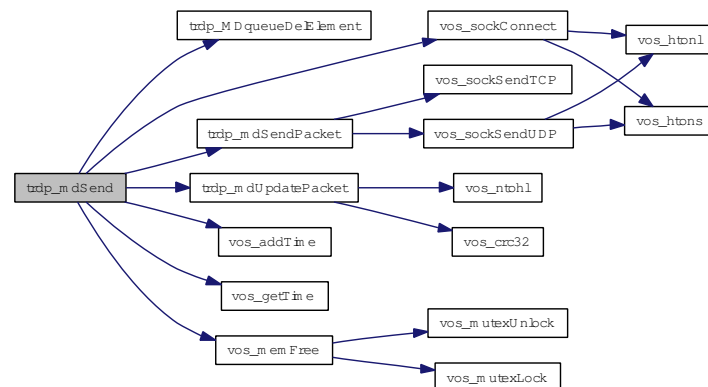 trdp_MDqueueDelElement
vos_sockConnect
vos_htonl
vos_sockSendTCP
vos_htons
trdp_mdSendPacket
vos_sockSendUDP
trdp_mdSend
trdp_mdUpdatePacket
vos_ntohl
vos_addTime
vos_crc32
vos_getTime
vos_mutexUnlock
vos_memFree
vos_mutexLock